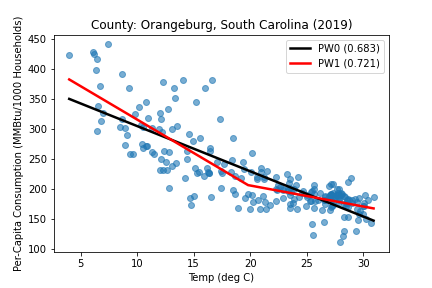 County: Orangeburg, South Carolina (2019)
PW0 (0.683)
PW1 (0.721)
Per-Capita Consumption (MMBtu/1000 Households)
450
400
350
300
250
200
150
100
5 10 15 20 25 30
Temp (deg C)